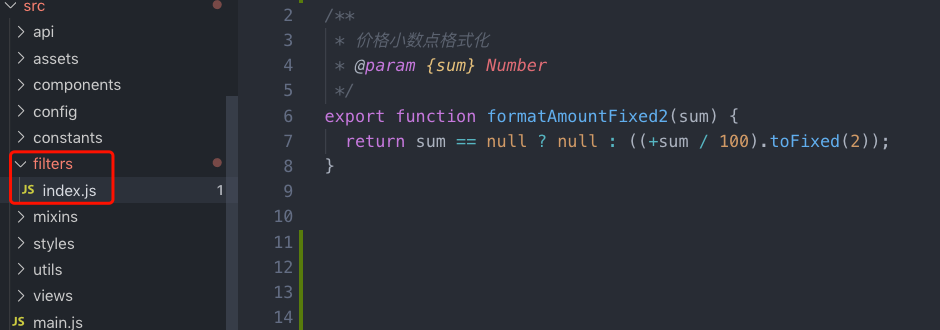 src
api
assets
components
config
constants
filters
JS index.js 1
mixins
styles
utils
views
JS main.js
2 /**
3 * 价格小数点格式化
4 * @param {sum} Number
5 */
6 export function formatAmountFixed2(sum) {
7 return sum == null ? null : ((+sum / 100).toFixed(2));
8 }
9
10
11
12
13
14